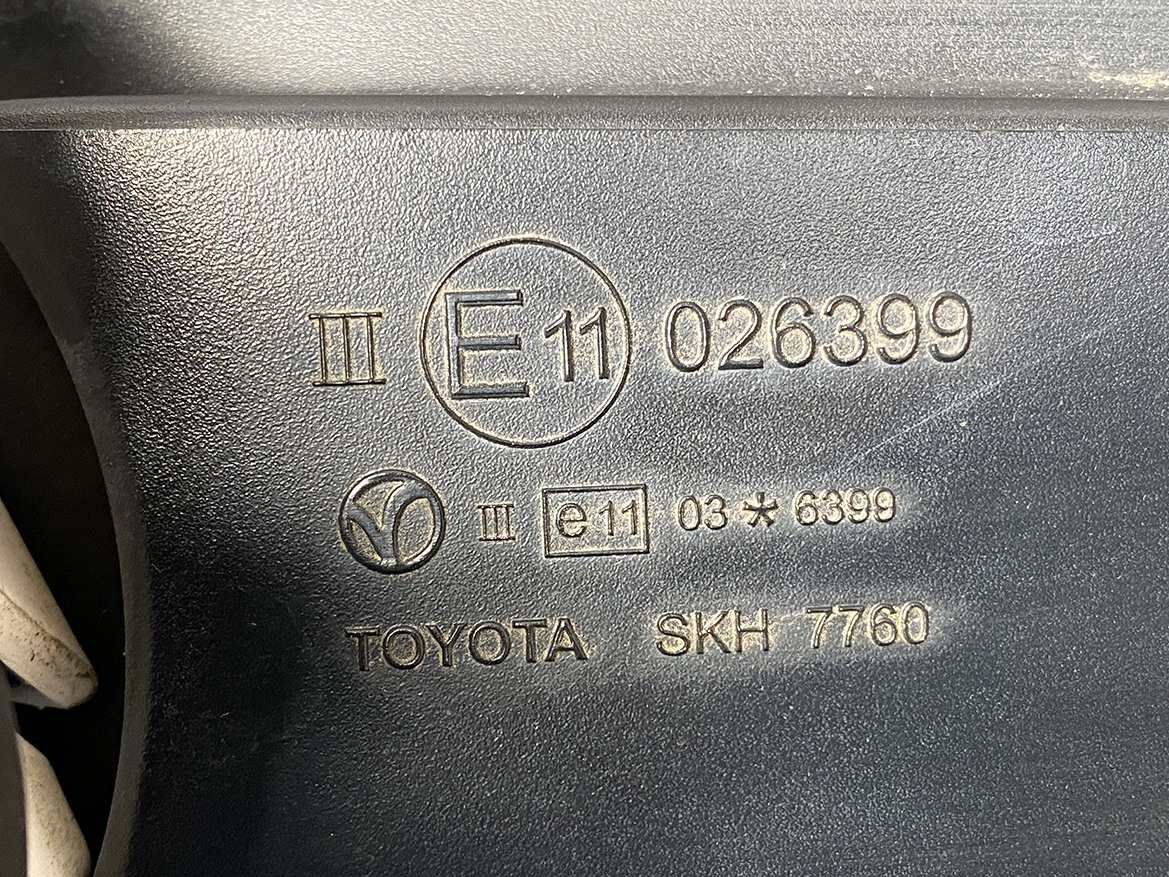 III E11 026399
III e11 03*6399
TOYOTA SKH 7760